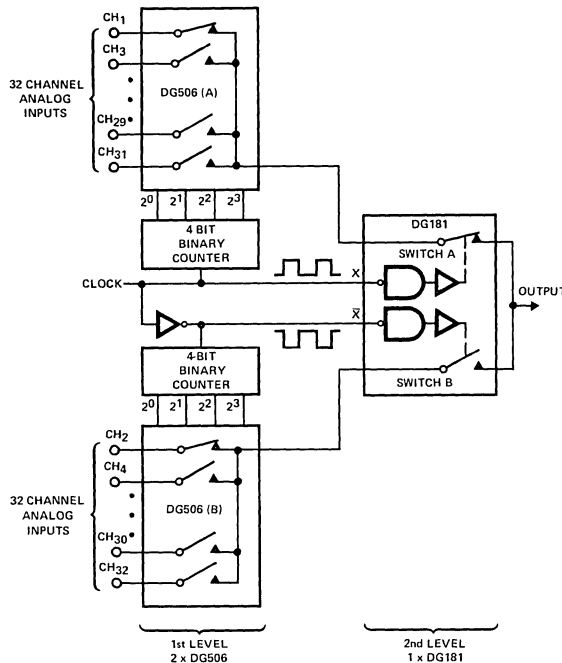 CH1
CH3
32 CHANNEL
ANALOG
INPUTS
DG506 (A)
CH29
CH31
2^0 2^1 2^2 2^3
4 BIT
BINARY
COUNTER
DG181
SWITCH A
CLOCK
X
OUTPUT
X̅
4-BIT
BINARY
COUNTER
SWITCH B
2^0 2^1 2^2 2^3
CH2
CH4
32 CHANNEL
ANALOG
INPUTS
DG506 (B)
CH30
CH32
1st LEVEL
2 x DG506
2nd LEVEL
1 x DG181